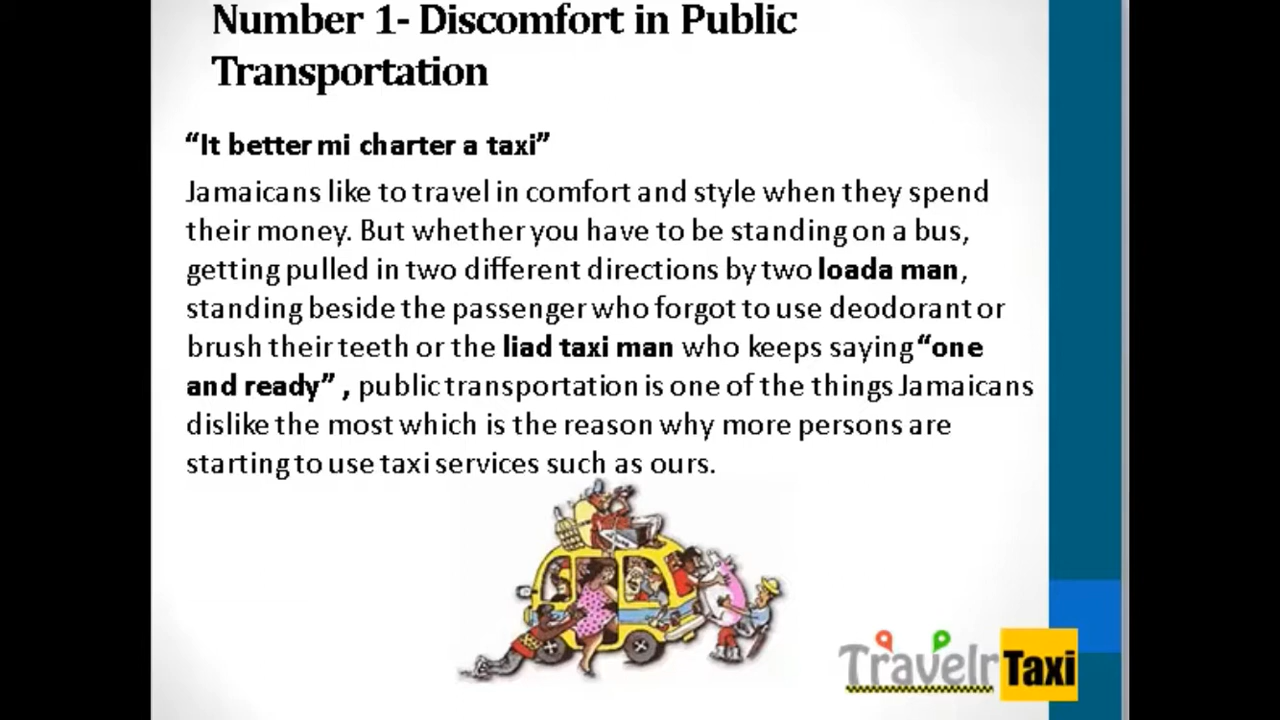 Number 1- Discomfort in Public
Transportation
“It better mi charter a taxi”
Jamaicans like to travel in comfort and style when they spend
their money. But whether you have to be standing on a bus,
getting pulled in two different directions by two loada man,
standing beside the passenger who forgot to use deodorant or
brush their teeth or the liad taxi man who keeps saying “one
and ready” , public transportation is one of the things Jamaicans
dislike the most which is the reason why more persons are
starting to use taxi services such as ours.
Travelr Taxi